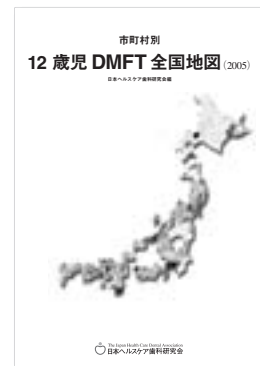 市町村別
12 歳児 DMFT 全国地図(2005)
日本ヘルスケア歯科研究会編
The Japan Health Care Dental Association
日本ヘルスケア歯科研究会